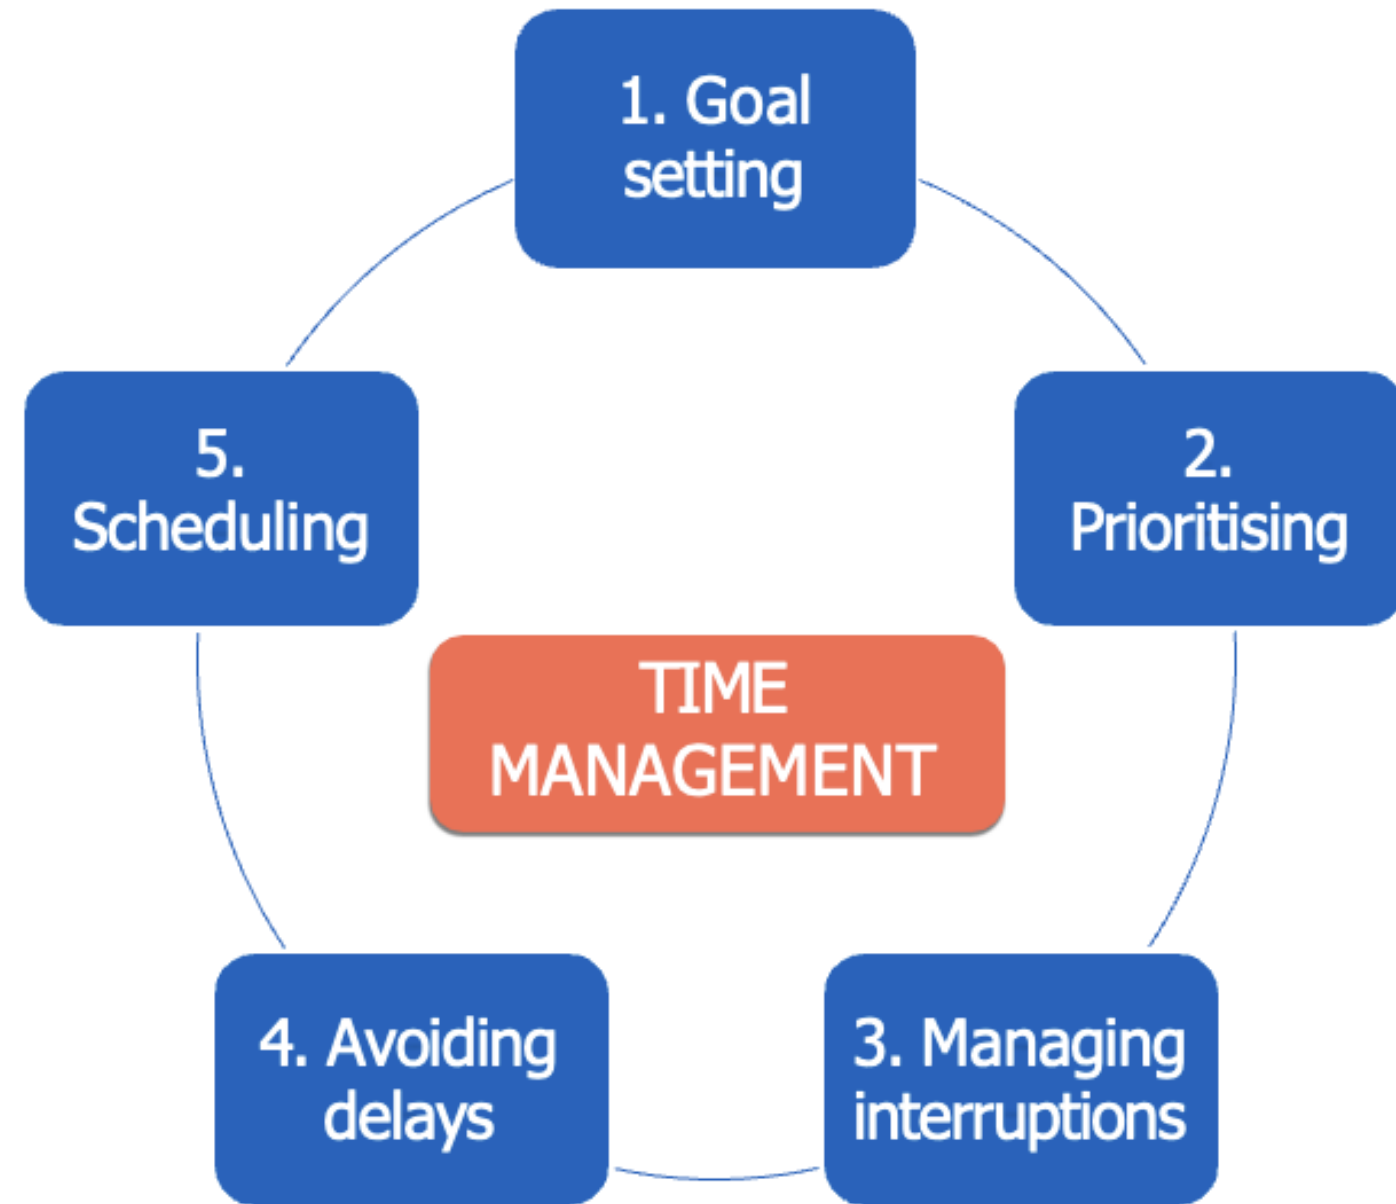 1. Goal
setting
2.
Prioritising
3. Managing
interruptions
4. Avoiding
delays
5.
Scheduling
TIME
MANAGEMENT